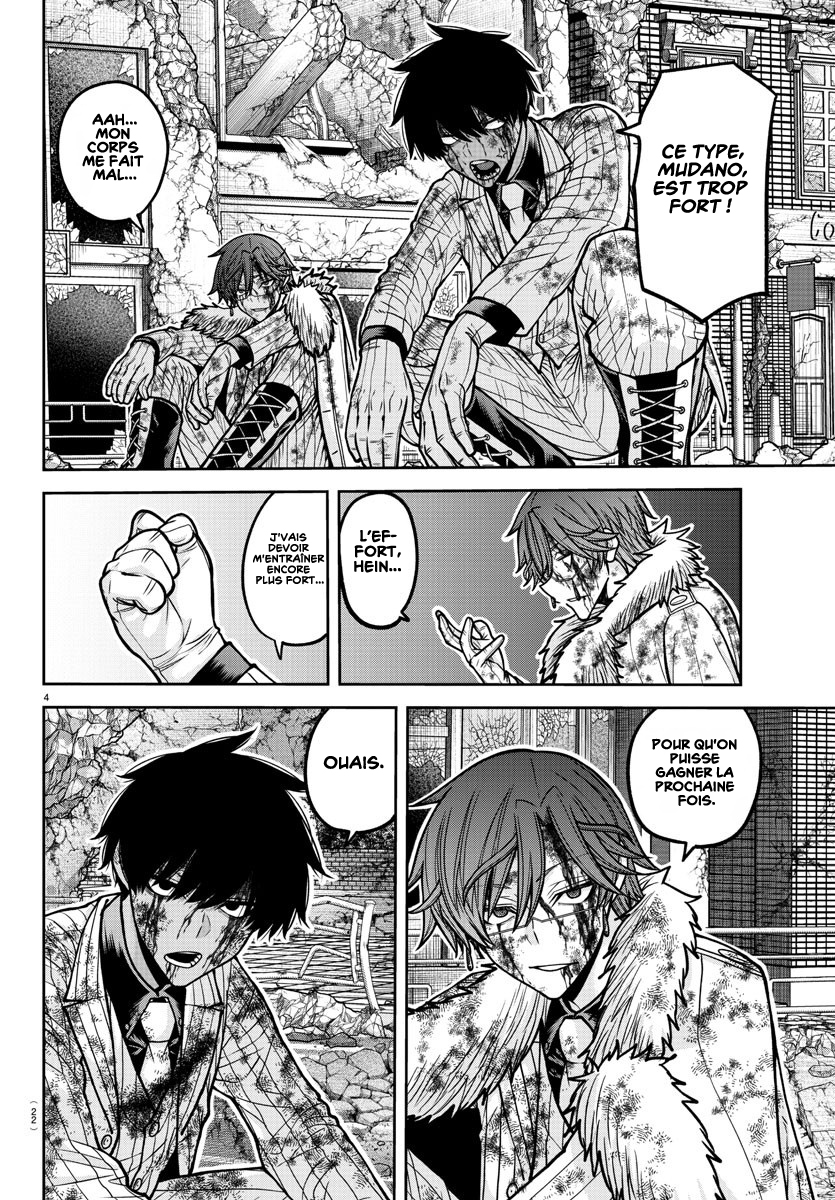 CE TYPE,
MUDANO,
EST TROP
FORT !
AAH...
MON
CORPS
ME FAIT
MAL...
L'EF-
FORT,
HEIN...
J'VAIS
DEVOIR
M'ENTRAÎNER
ENCORE
PLUS FORT...
4
POUR QU'ON
PUISSE
GAGNER LA
PROCHAINE
FOIS.
OUAIS.
(22)